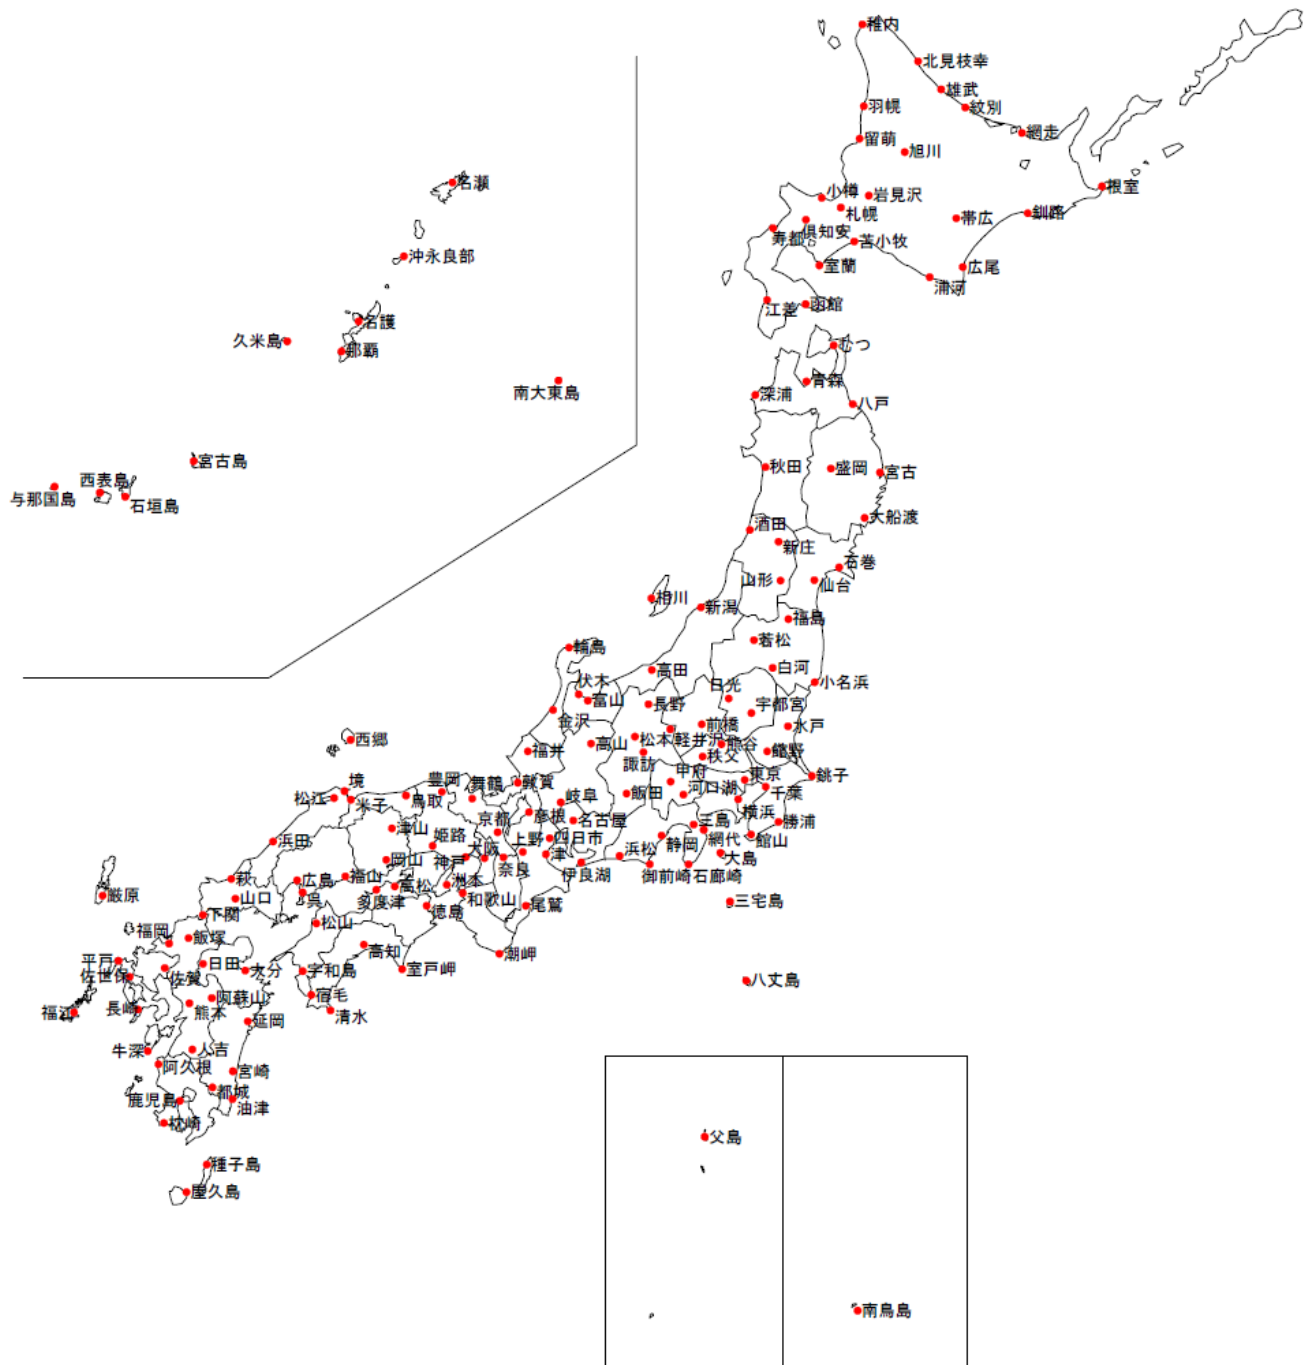 稚内
北見枝幸
雄武
羽幌
紋別
網走
留萌
旭川
名瀬
根室
小樽
岩見沢
札幌
釧路
帯広
倶知安
寿都
苫小牧
沖永良部
室蘭
広尾
浦河
江差
函館
名護
久米島
むつ
那覇
青森
南大東島
深浦
八戸
宮古島
秋田
盛岡
宮古
西表島
与那国島
石垣島
大船渡
酒田
新庄
石巻
山形
仙台
相川
新潟
福島
若松
輪島
白河
高田
小名浜
伏木
日光
富山
長野
宇都宮
金沢
前橋
水戸
西郷
高山
松本
軽井沢
熊谷
福井
館野
秩父
諏訪
敦賀
甲府
東京
銚子
境
豊岡
舞鶴
飯田
河口湖
千葉
松江
米子
鳥取
岐阜
横浜
彦根
名古屋
三島
勝浦
京都
津山
姫路
上野
四日市
静岡
網代
館山
浜田
大阪
浜松
大島
岡山
神戸
奈良
津
伊良湖
御前崎
石廊崎
萩
広島
福山
高松
洲本
厳原
山口
呉
多度津
和歌山
三宅島
下関
徳島
尾鷲
松山
福岡
飯塚
高知
潮岬
平戸
日田
佐賀
大分
宇和島
室戸岬
佐世保
八丈島
阿蘇山
宿毛
福江
長崎
熊本
清水
延岡
牛深
人吉
阿久根
宮崎
都城
鹿児島
油津
枕崎
父島
種子島
屋久島
南鳥島